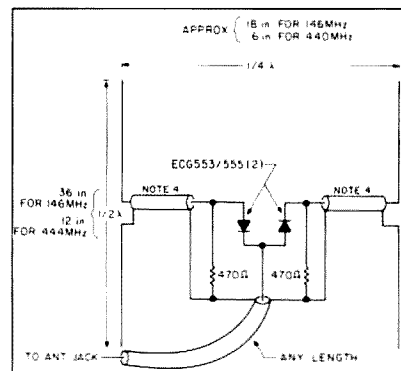 APPROX { 18 in FOR 146MHz
6 in FOR 440MHz
1/4 λ
ECG553/555(2)
36 in
FOR 146MHz
12 in
FOR 444MHz
1/2 λ
NOTE 4
NOTE 4
470Ω
470Ω
TO ANT JACK
ANY LENGTH